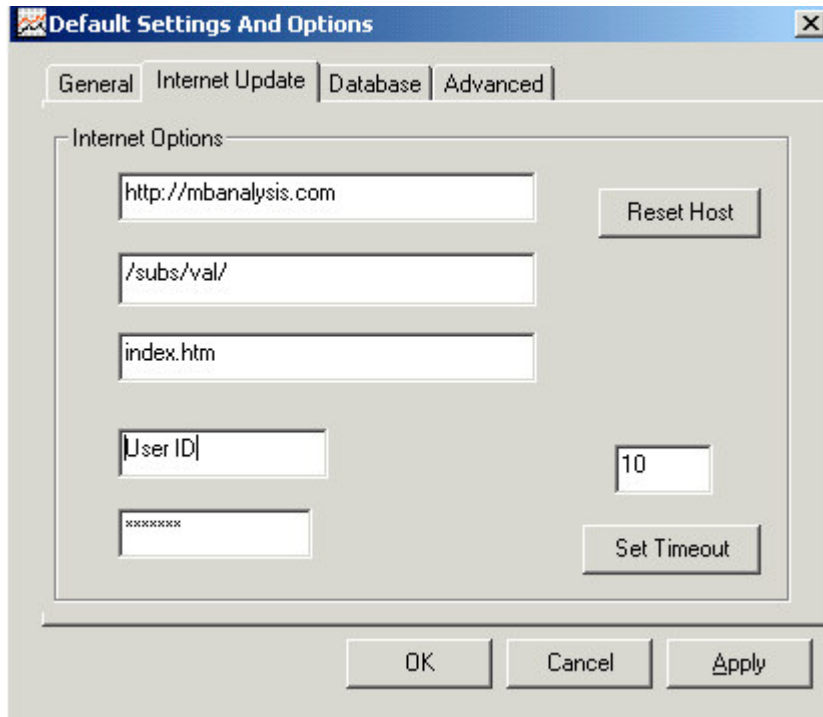 Default Settings And Options
General Internet Update Database Advanced
Internet Options
http://mbanalysis.com
Reset Host
/subs/val/
index.htm
User ID
10
*******
Set Timeout
OK Cancel Apply